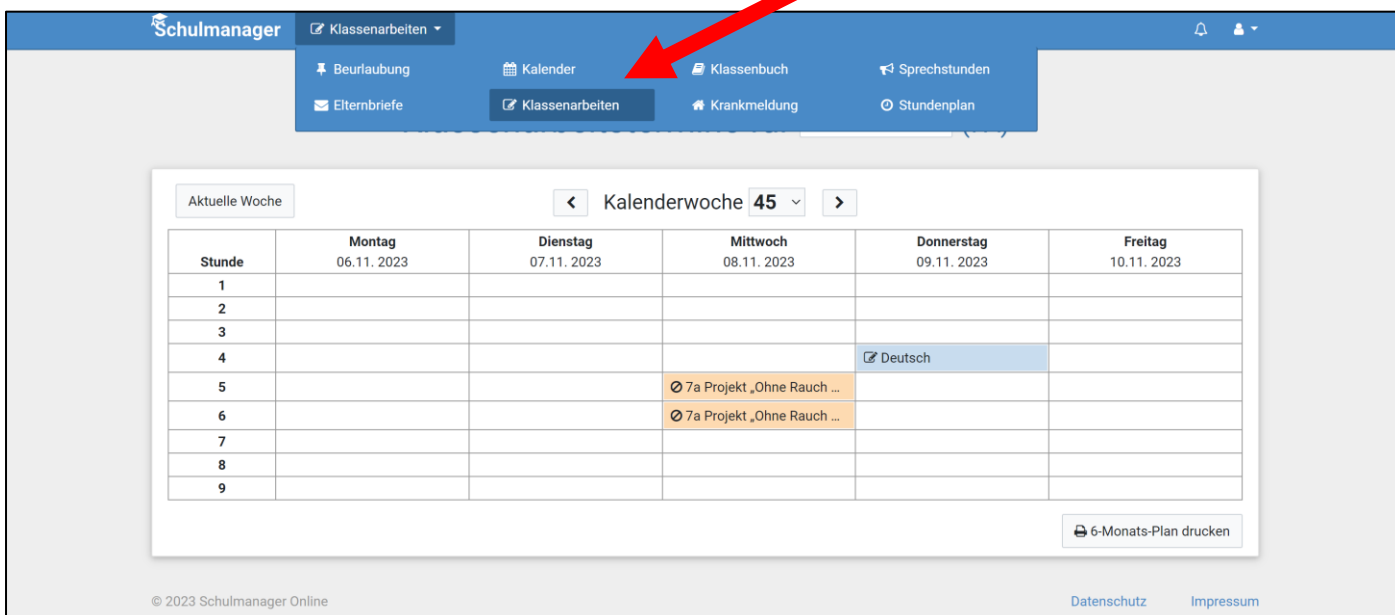 Schulmanager Klassenarbeiten
Beurlaubung Kalender Klassenbuch Sprechstunden
Elternbriefe Klassenarbeiten Krankmeldung Stundenplan
Aktuelle Woche Kalenderwoche 45
Montag Dienstag Mittwoch Donnerstag Freitag
Stunde 06.11. 2023 07.11. 2023 08.11. 2023 09.11. 2023 10.11. 2023
1
2
3
4 Deutsch
5 7a Projekt „Ohne Rauch ...
6 7a Projekt „Ohne Rauch ...
7
8
9
6-Monats-Plan drucken
© 2023 Schulmanager Online Datenschutz Impressum